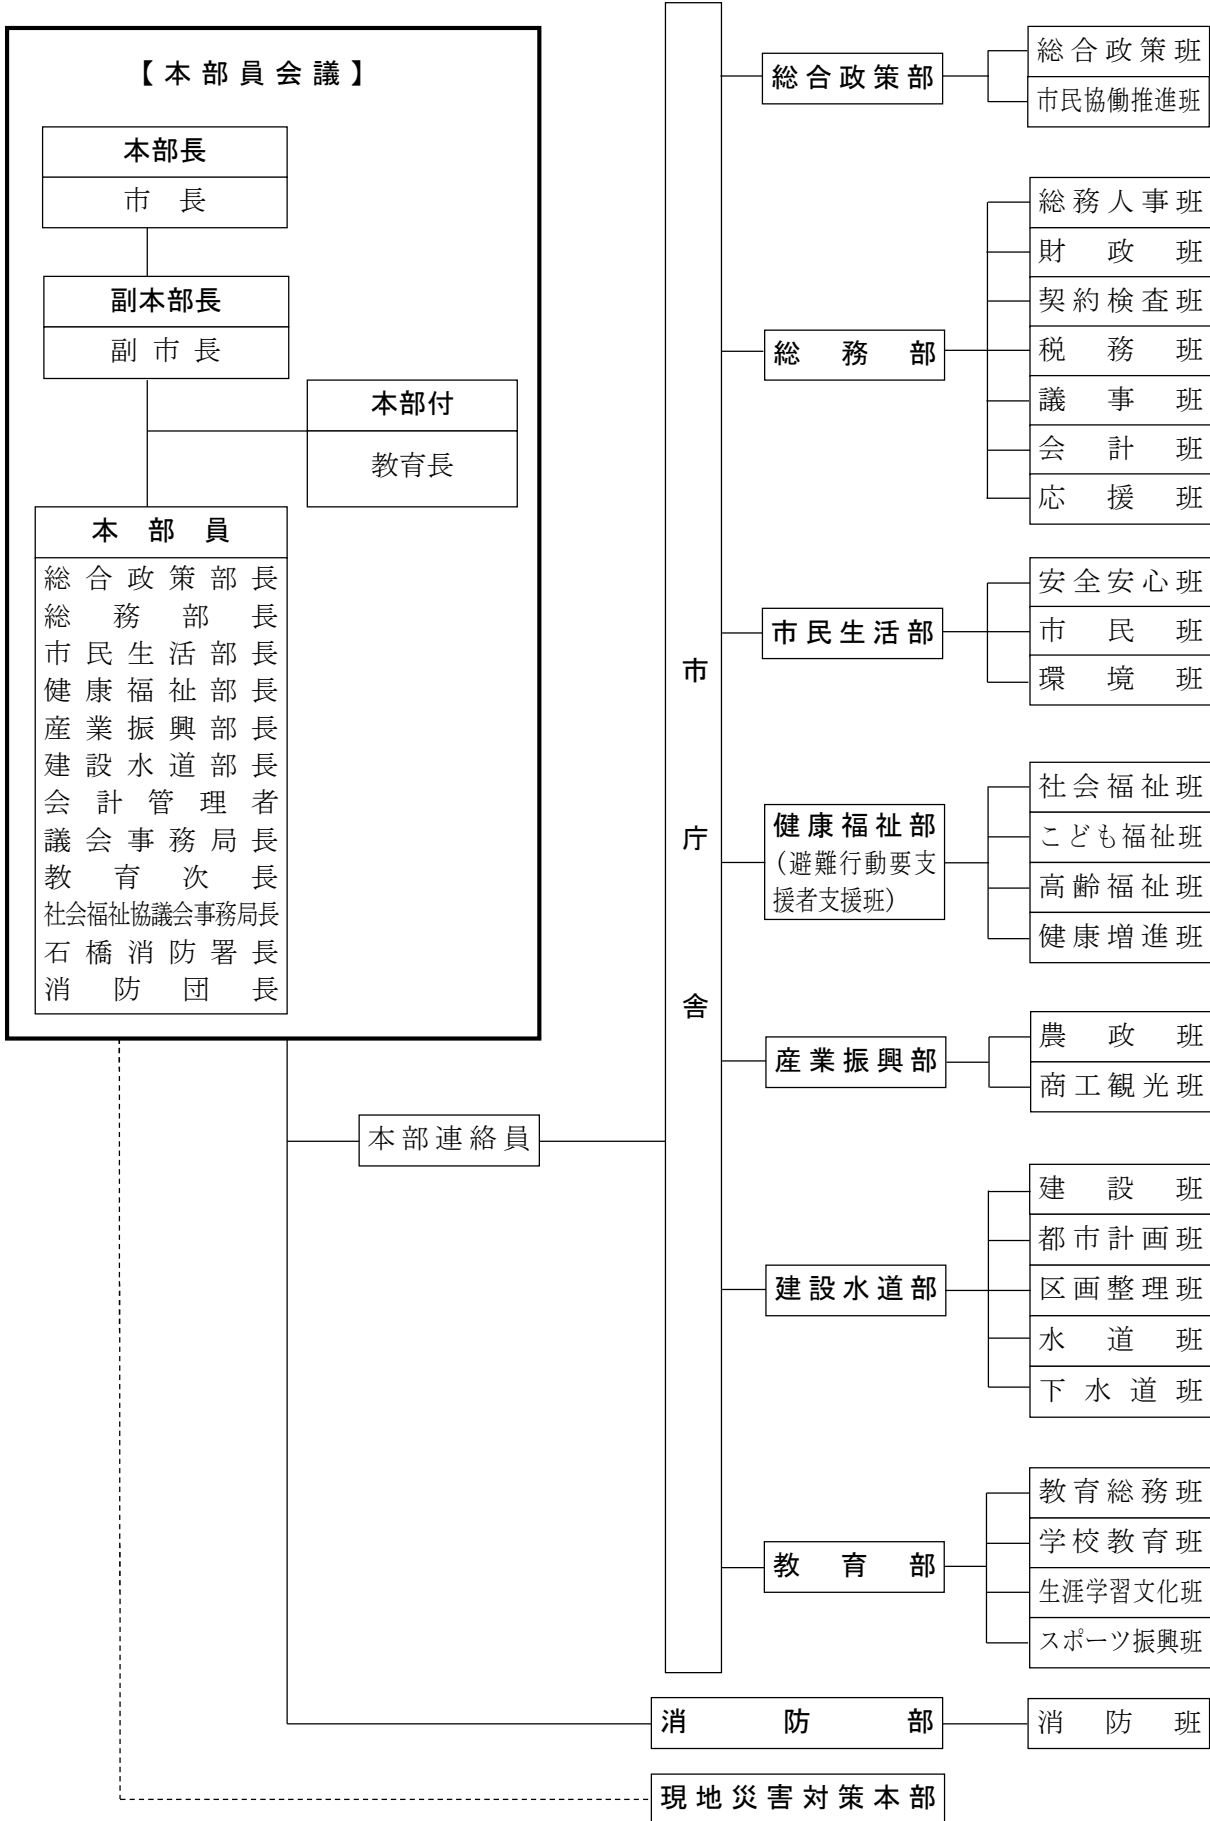 【本部員会議】
本部長
市長
副本部長
副市長
本部付
教育長
本部員
総合政策部長
総務部長
市民生活部長
健康福祉部長
産業振興部長
建設水道部長
会計管理者
議会事務局長
教育次長
社会福祉協議会事務局長
石橋消防署長
消防団長
本部連絡員
市庁舎
総合政策部
総合政策班
市民協働推進班
総務部
総務人事班
財政班
契約検査班
税務班
議事班
会計班
応援班
市民生活部
安全安心班
市民班
環境班
健康福祉部
(避難行動要支
援者支援班)
社会福祉班
こども福祉班
高齢福祉班
健康増進班
産業振興部
農政班
商工観光班
建設水道部
建設班
都市計画班
区画整理班
水道班
下水道班
教育部
教育総務班
学校教育班
生涯学習文化班
スポーツ振興班
消防部
消防班
現地災害対策本部